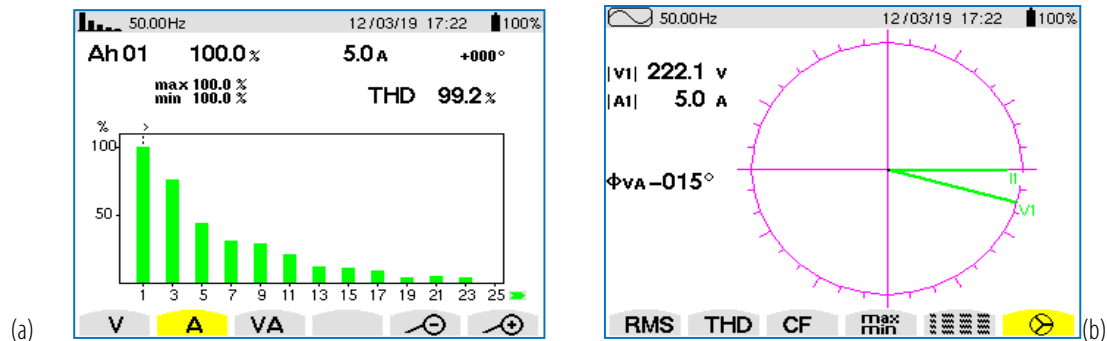 50.00Hz 12/03/19 17:22 100%
Ah 01 100.0 % 5.0 A +000°
max 100.0 %
min 100.0 %
THD 99.2 %
%
>
100
50
1 3 5 7 9 11 13 15 17 19 21 23 25
V A VA
(a)
50.00Hz 12/03/19 17:22 100%
|V1| 222.1 V
|A1| 5.0 A
ΦVA -015°
I1
V1
RMS THD CF max min
(b)